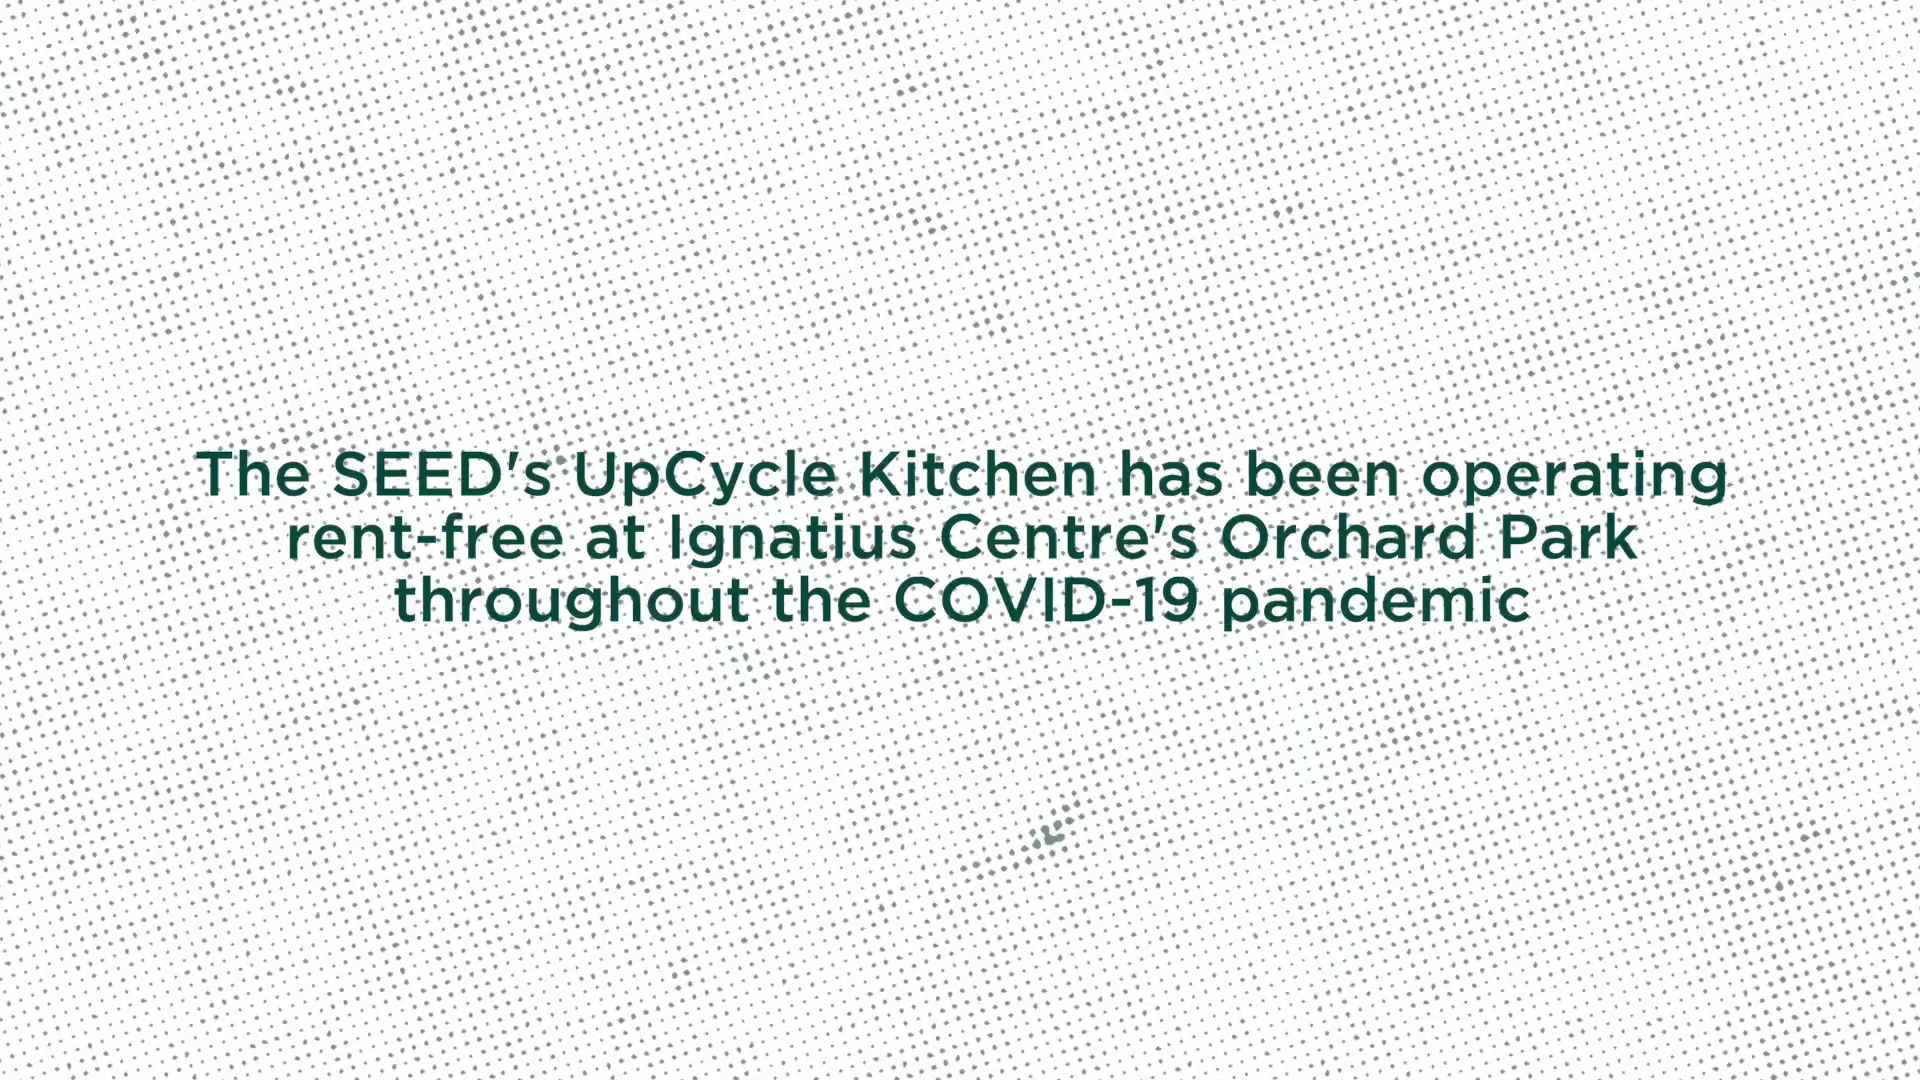 The SEED's UpCycle Kitchen has been operating
rent-free at Ignatius Centre's Orchard Park
throughout the COVID-19 pandemic